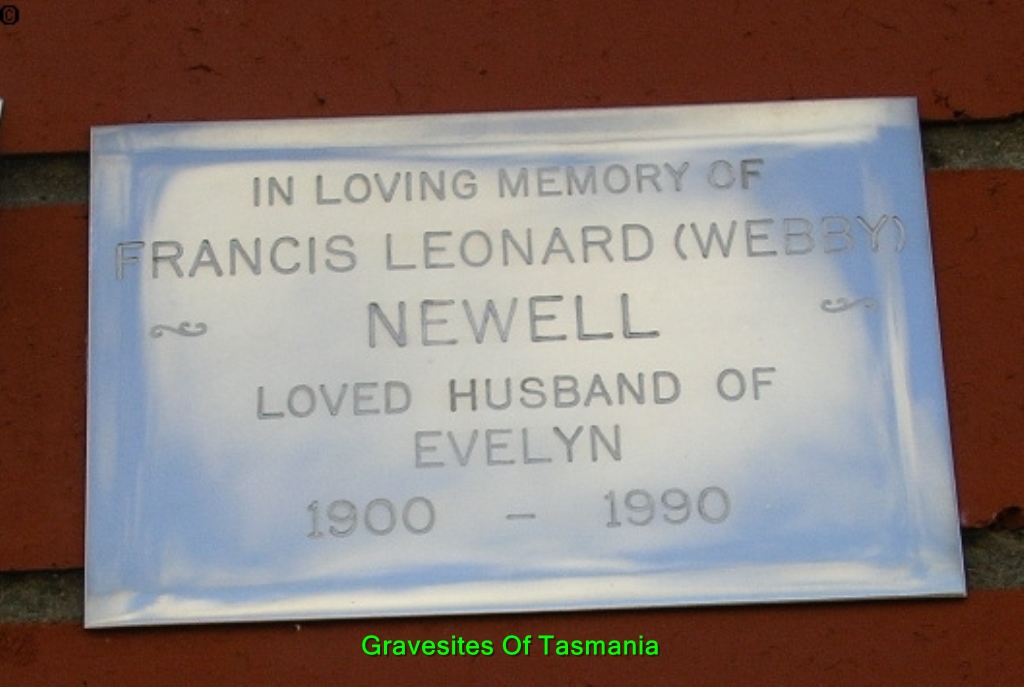 ©
IN LOVING MEMORY OF
FRANCIS LEONARD (WEBBY)
NEWELL
LOVED HUSBAND OF
EVELYN
1900 - 1990
Gravesites Of Tasmania